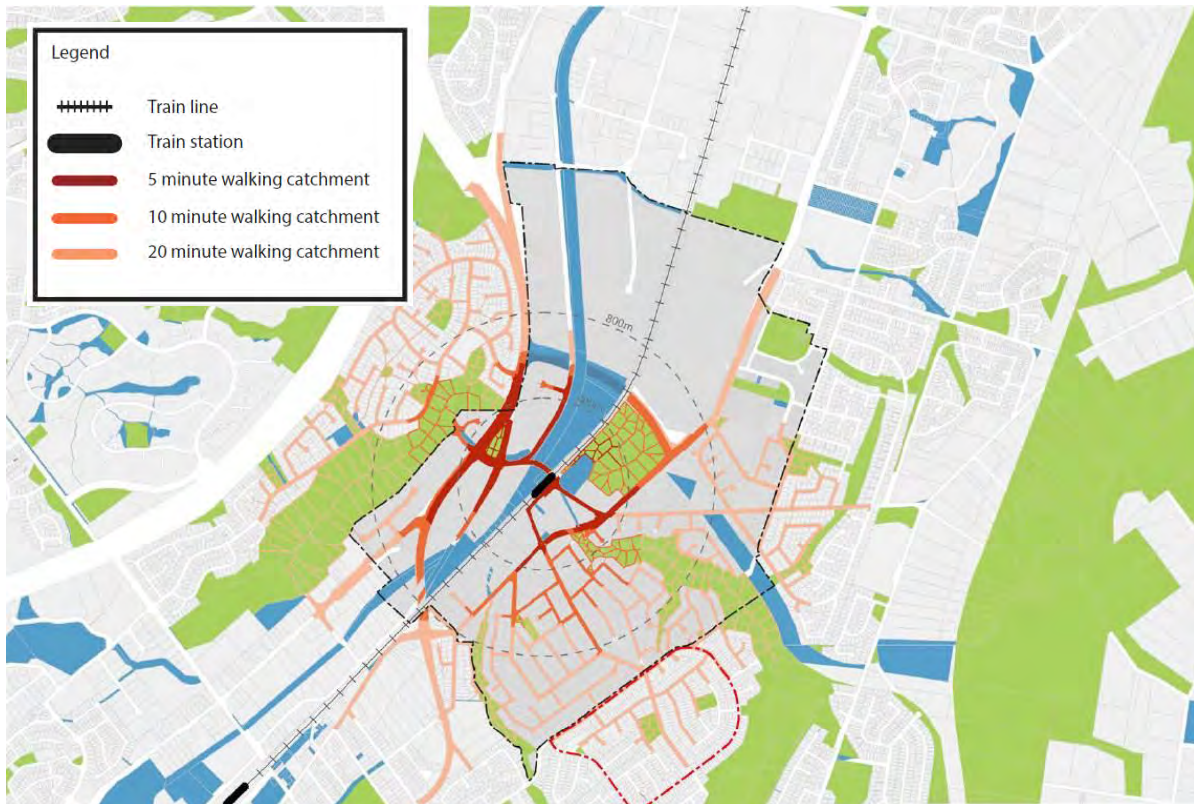 Legend
Train line
Train station
5 minute walking catchment
10 minute walking catchment
20 minute walking catchment
800m